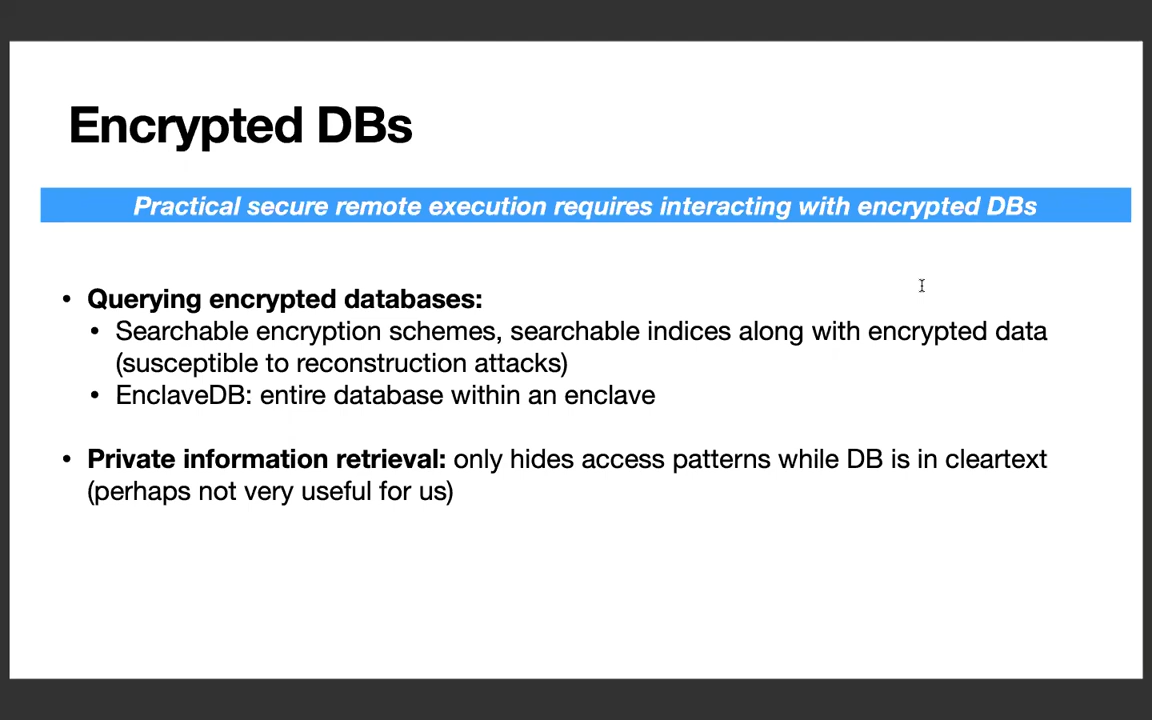 Encrypted DBs
Practical secure remote execution requires interacting with encrypted DBs
• Querying encrypted databases:
• Searchable encryption schemes, searchable indices along with encrypted data
(susceptible to reconstruction attacks)
• EnclaveDB: entire database within an enclave
• Private information retrieval: only hides access patterns while DB is in cleartext
(perhaps not very useful for us)